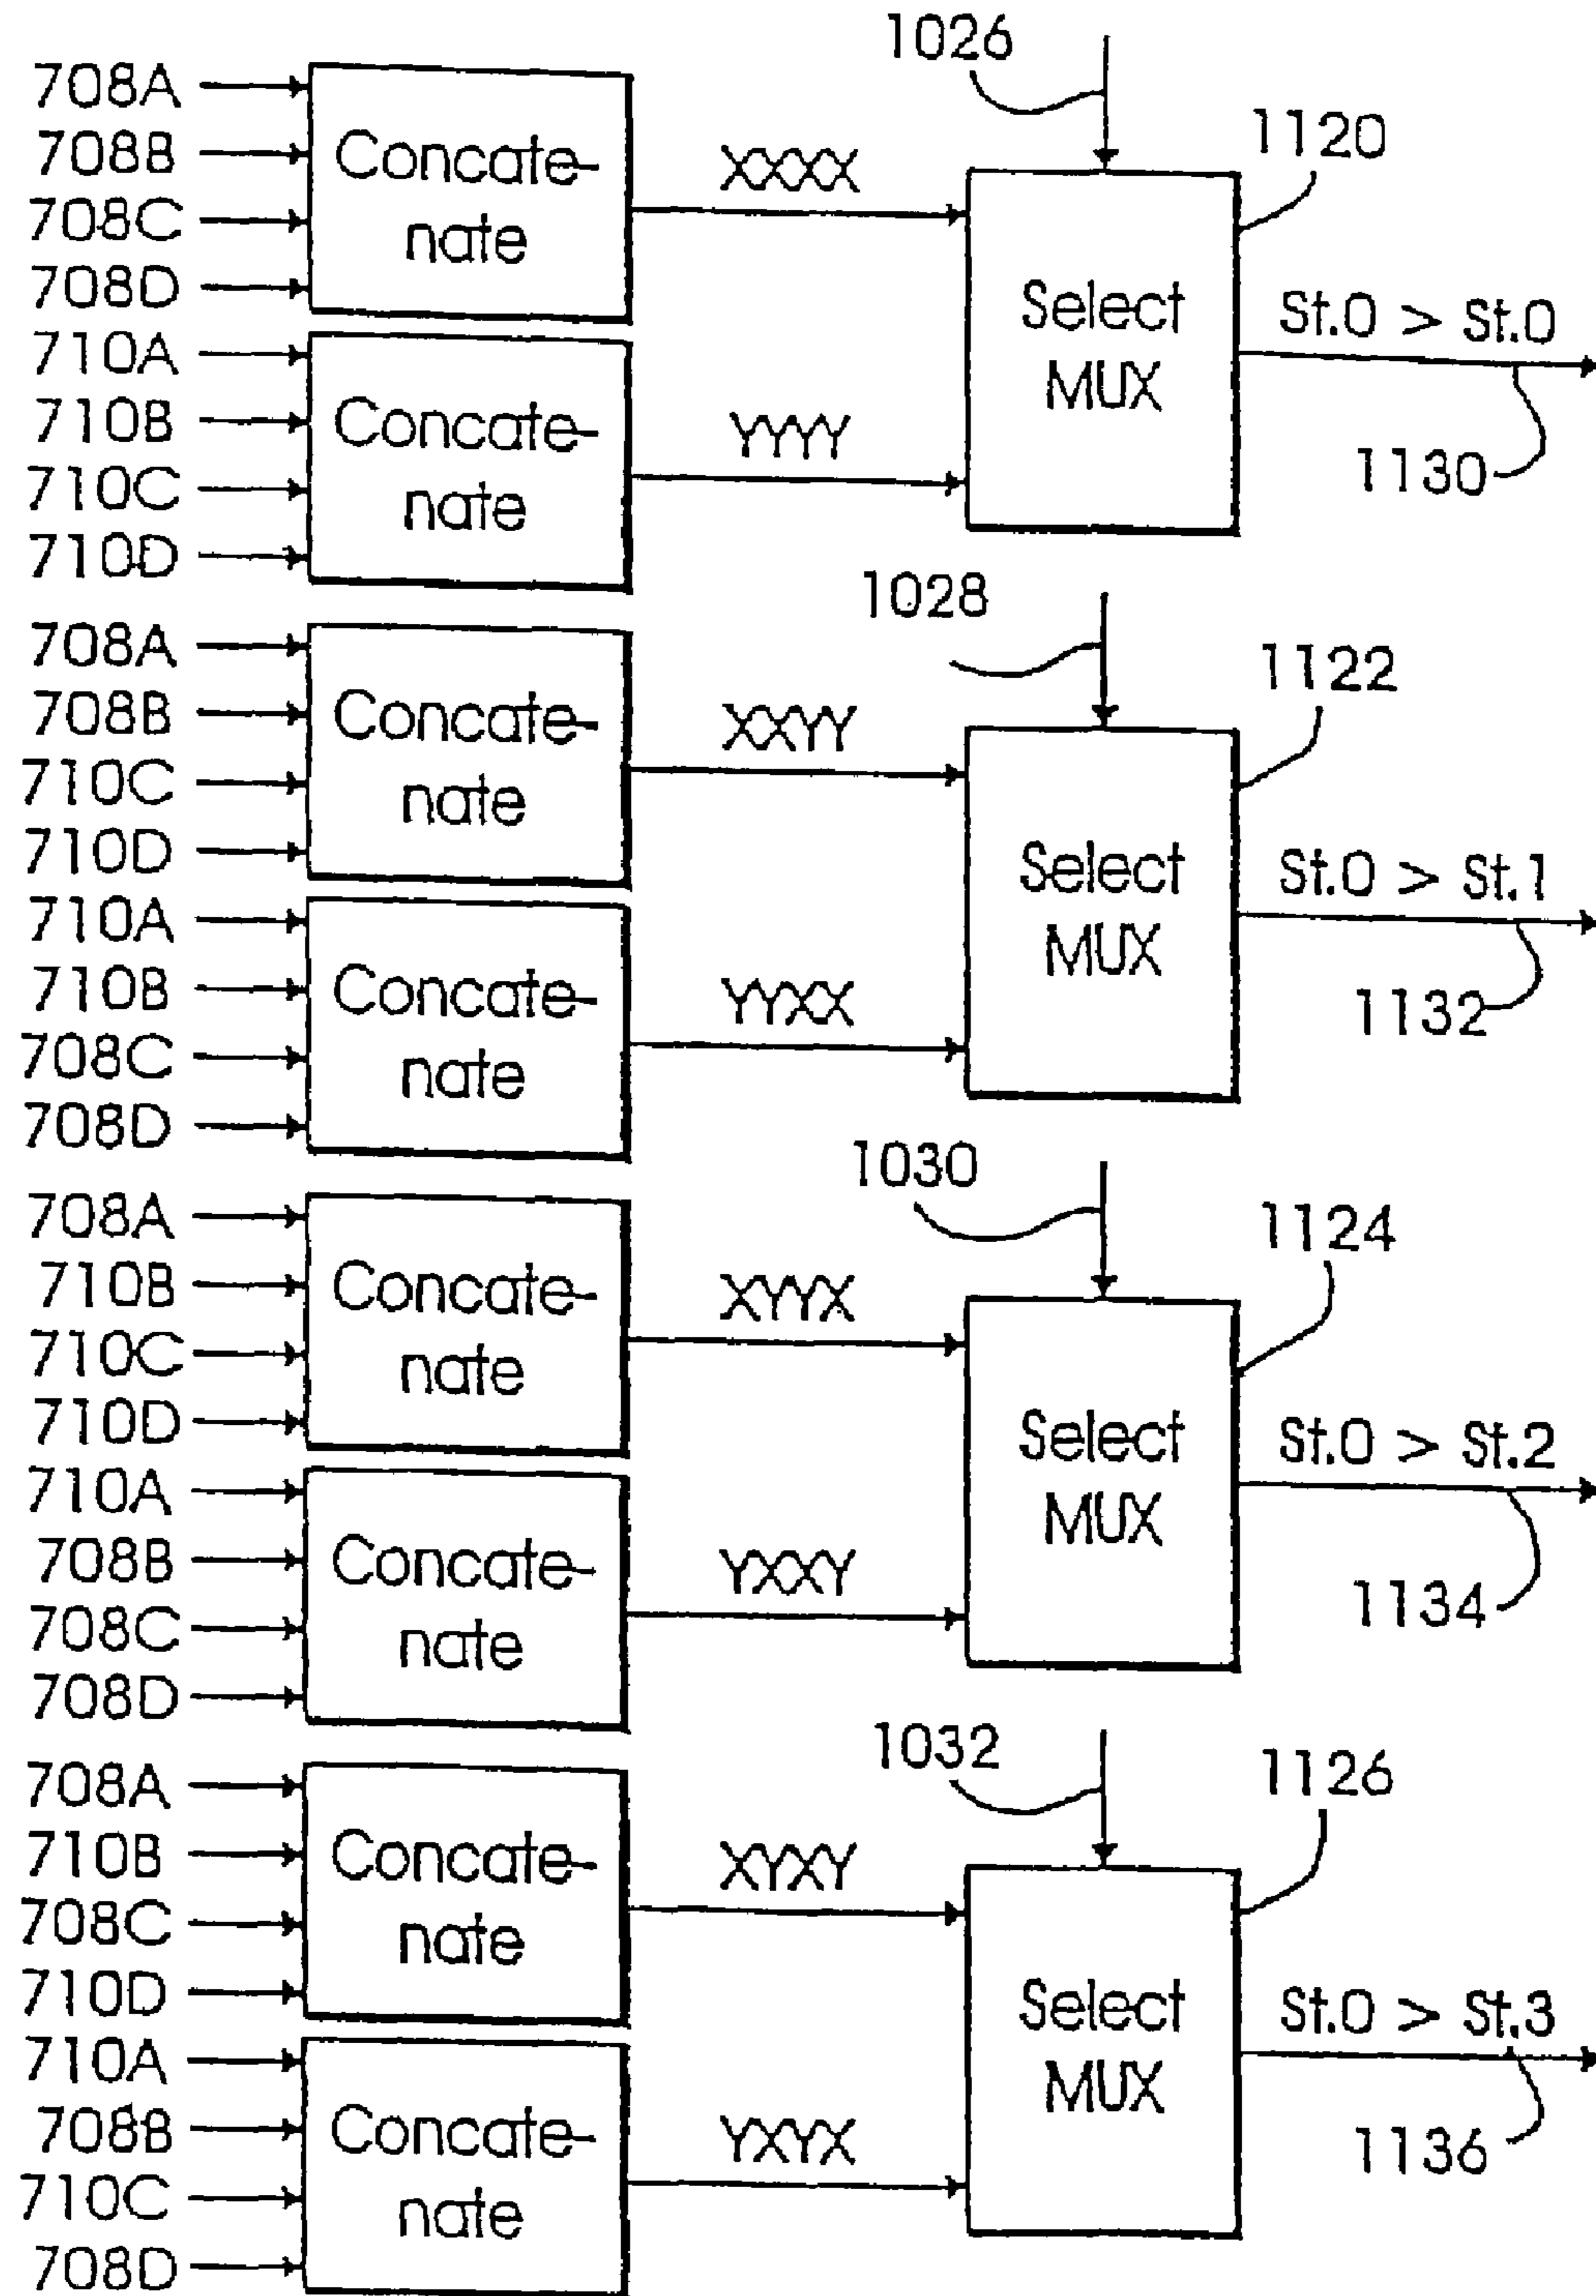 1026
708A
708B
708C
708D
Concate-
nate
XXXX
1120
Select
MUX
St.0 > St.0
1130
710A
710B
710C
710D
Concate-
nate
YYYY
1028
708A
708B
710C
710D
Concate-
nate
XXYY
1122
Select
MUX
St.0 > St.1
1132
710A
710B
708C
708D
Concate-
nate
YYXX
1030
708A
710B
710C
710D
Concate-
nate
XYYX
1124
Select
MUX
St.0 > St.2
1134
710A
708B
708C
708D
Concate-
nate
YXXY
1032
708A
710B
708C
710D
Concate-
nate
XYXY
1126
Select
MUX
St.0 > St.3
1136
710A
708B
710C
708D
Concate-
nate
YXYX